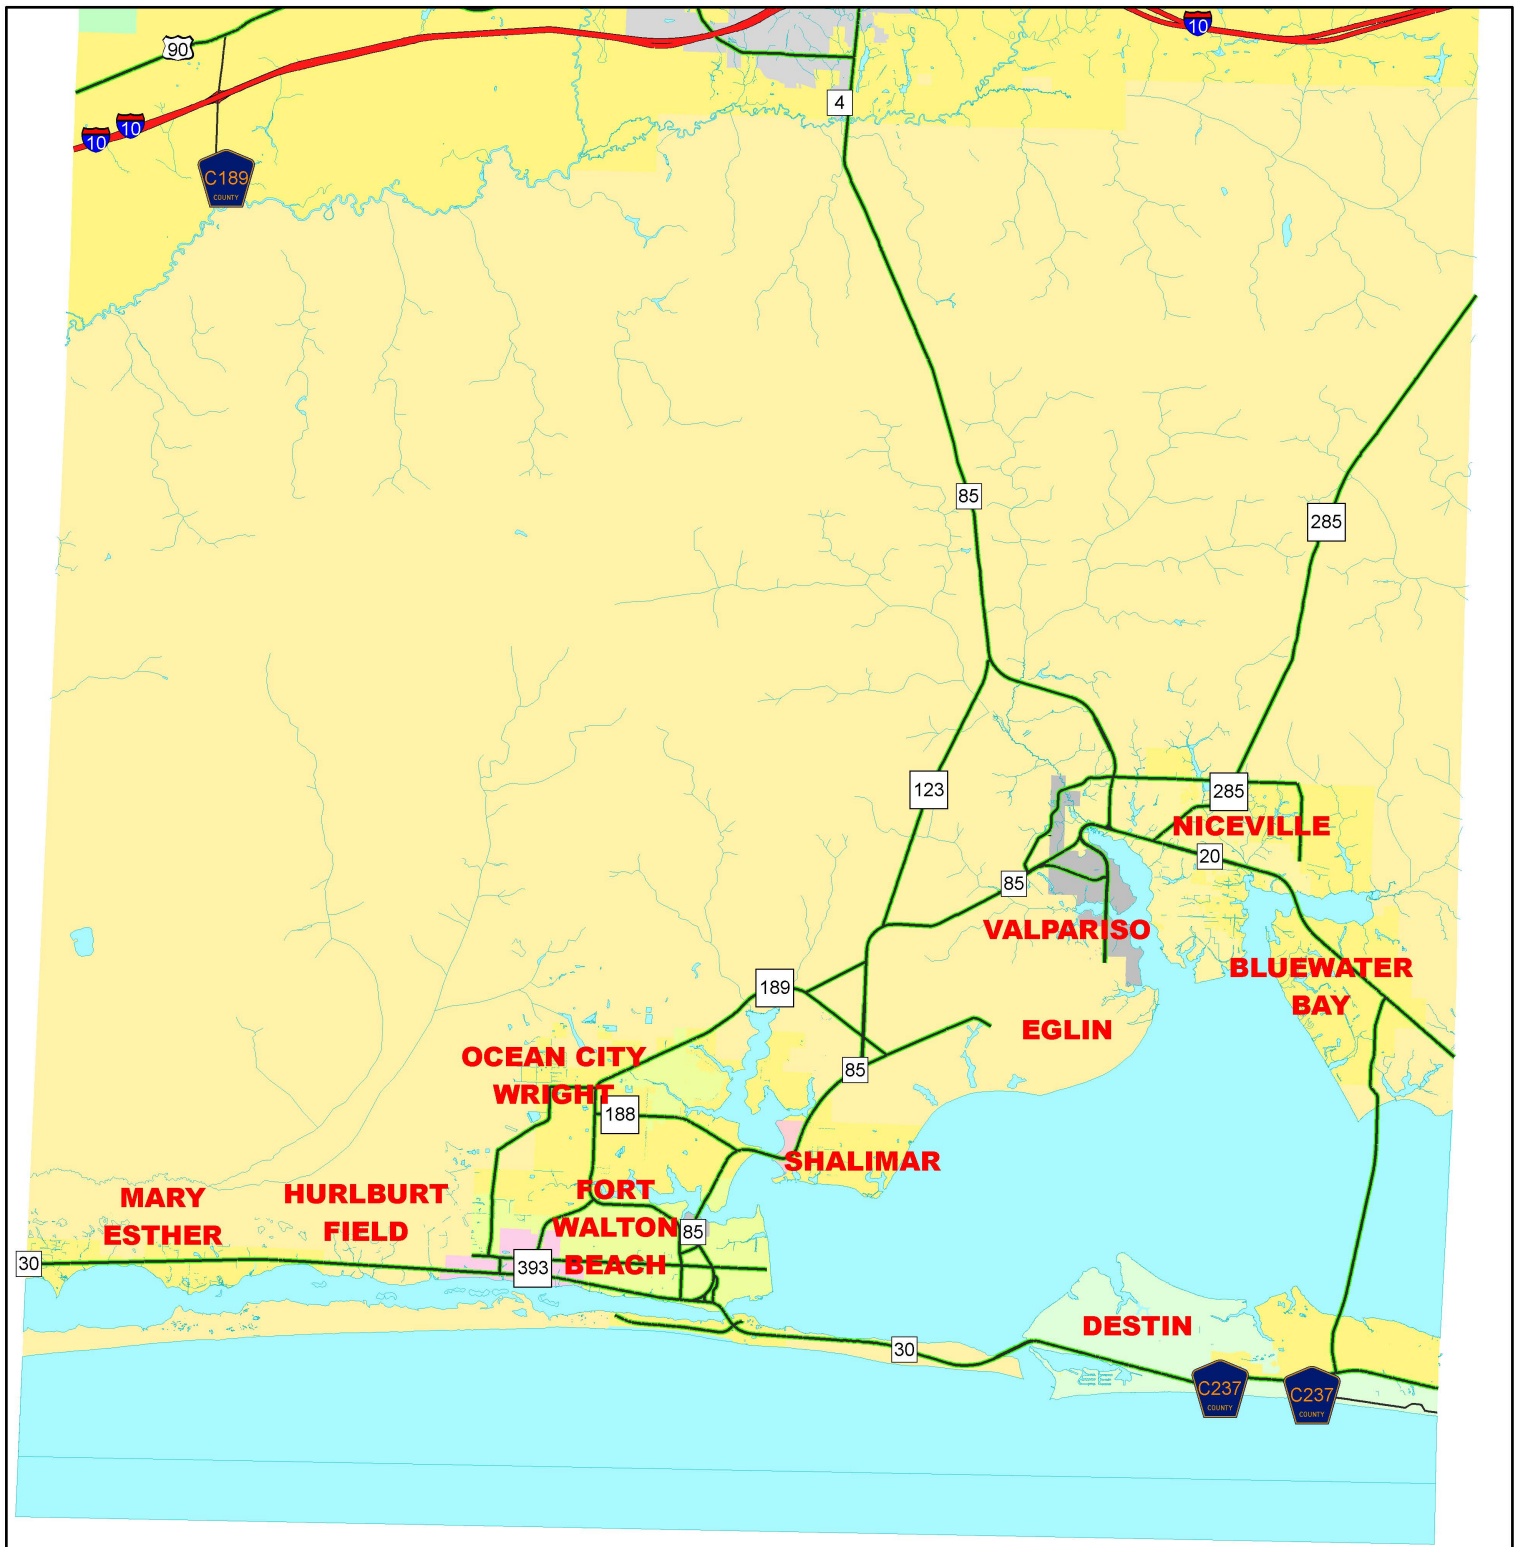 10
90
4
10
10
C189
COUNTY
85
285
123
285
NICEVILLE
20
85
VALPARISO
BLUEWATER
BAY
189
EGLIN
OCEAN CITY
WRIGHT
85
188
SHALIMAR
MARY
ESTHER
HURLBURT
FIELD
FORT
WALTON
BEACH
85
30
393
DESTIN
30
C237
COUNTY
C237
COUNTY